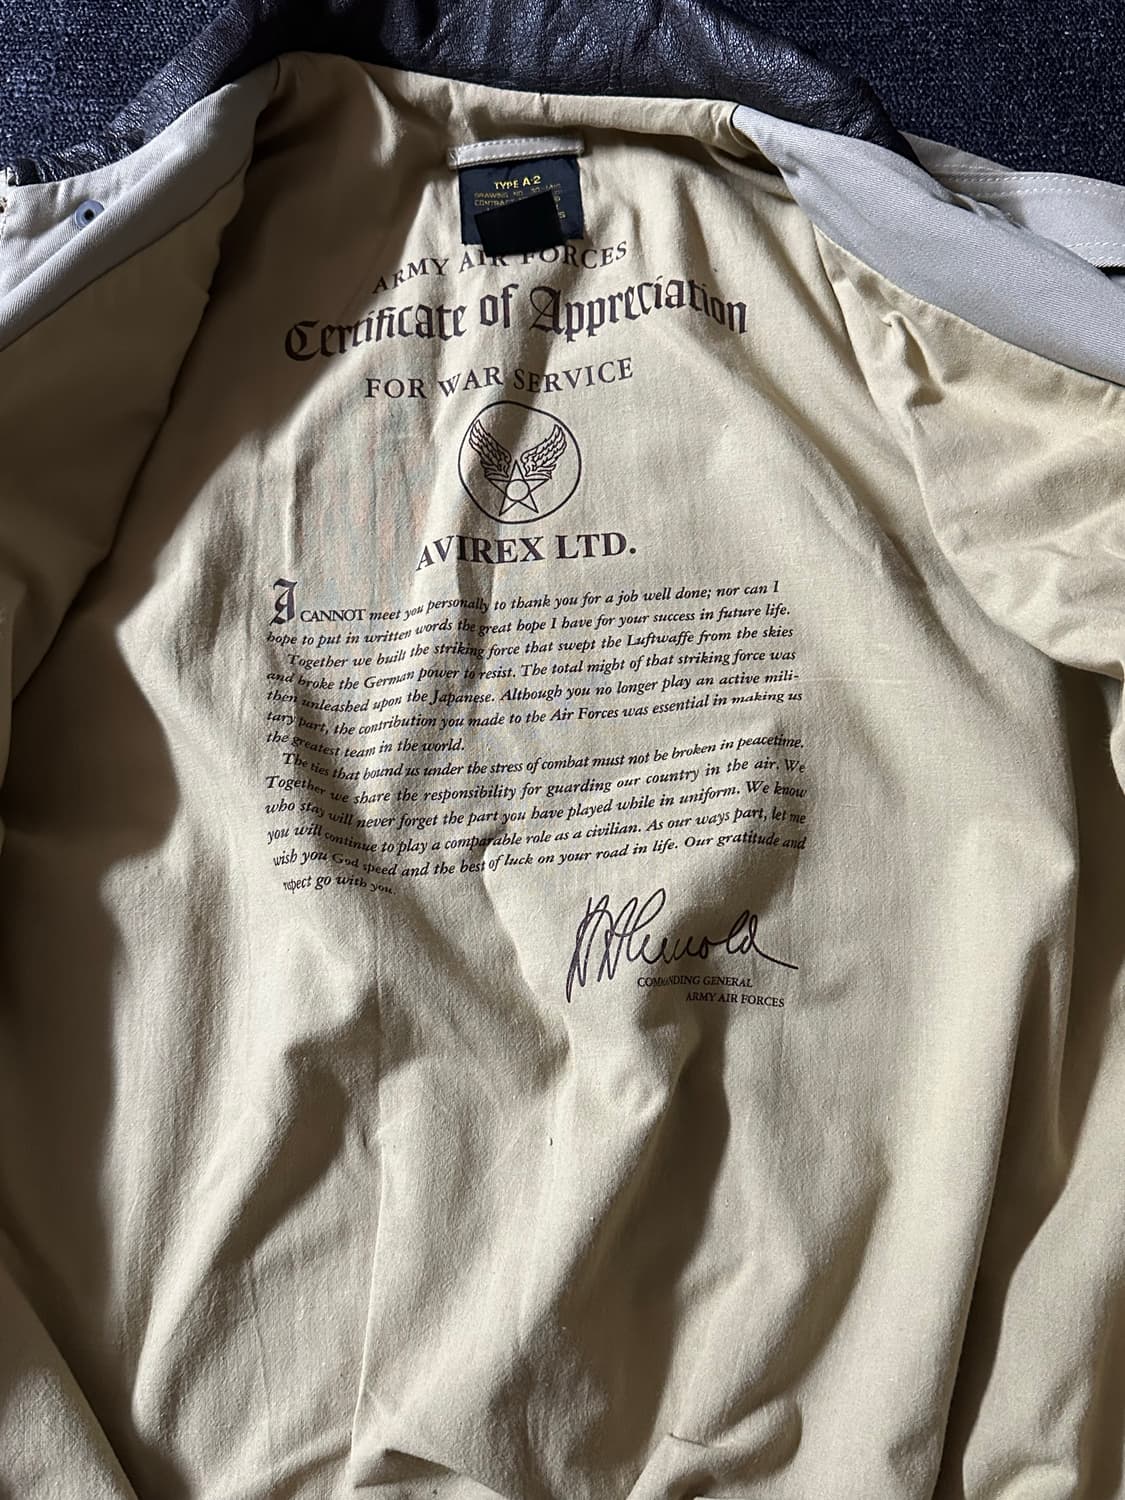 TYPE A-2
DRAWING NO. 30-1415
ARMY AIR FORCES
Certificate of Appreciation
FOR WAR SERVICE
AVIREX LTD.
I CANNOT meet you personally to thank you for a job well done; nor can I
hope to put in written words the great hope I have for your success in future life.
Together we built the striking force that swept the Luftwaffe from the skies
and broke the German power to resist. The total might of that striking force was
then unleashed upon the Japanese. Although you no longer play an active mili-
tary part, the contribution you made to the Air Forces was essential in making us
the greatest team in the world.
The ties that bound us under the stress of combat must not be broken in peacetime.
Together we share the responsibility for guarding our country in the air. We
who stay will never forget the part you have played while in uniform. We know
you will continue to play a comparable role as a civilian. As our ways part, let me
wish you God speed and the best of luck on your road in life. Our gratitude and
respect go with you.
H H Arnold
COMMANDING GENERAL
ARMY AIR FORCES